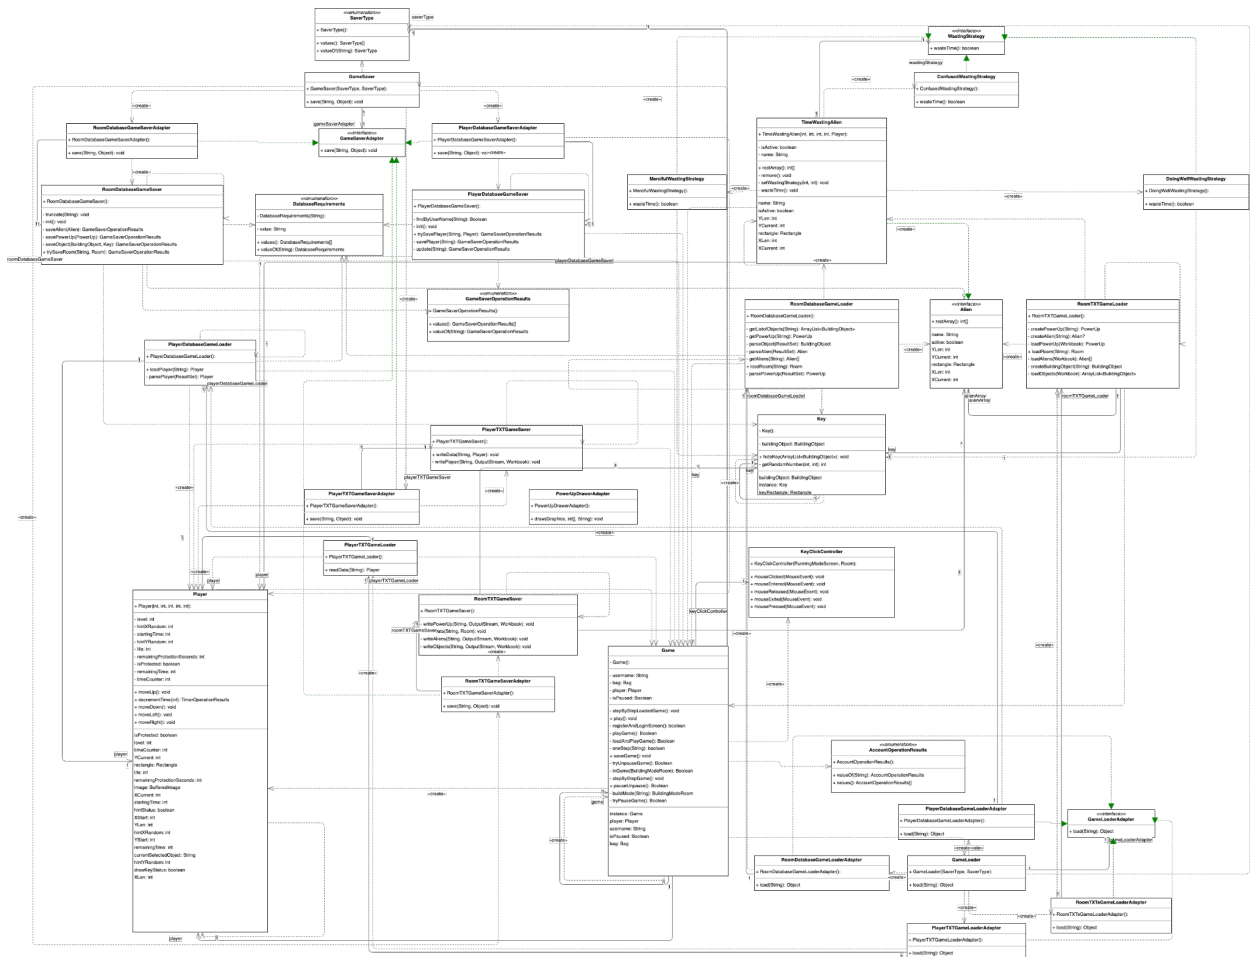 «enumeration»
SaverType
+ SaverType():
+ values(): SaverType[]
+ valueOf(String): SaverType
saverType
GameSaver
+ GameSaver(SaverType, SaverType):
+ save(String, Object): void
«create»
gameSaverAdapter
«interface»
GameSaverAdapter
+ save(String, Object): void
RoomDatabaseGameSaverAdapter
+ RoomDatabaseGameSaverAdapter():
+ save(String, Object): void
PlayerDatabaseGameSaverAdapter
+ PlayerDatabaseGameSaverAdapter():
+ save(String, Object): void
«create»
RoomDatabaseGameSaver
+ RoomDatabaseGameSaver():
- truncate(String): void
- init(): void
- saveAlien(Alien): GameSaverOperationResults
- savePowerUp(PowerUp): GameSaverOperationResults
- saveObject(BuildingObject, Key): GameSaverOperationResults
+ trySaveRoom(String, Room): GameSaverOperationResults
roomDatabaseGameSaver
«enumeration»
DatabaseRequirements
- DatabaseRequirements(String):
- value: String
+ values(): DatabaseRequirements[]
+ valueOf(String): DatabaseRequirements
PlayerDatabaseGameSaver
+ PlayerDatabaseGameSaver():
- findByUserName(String): Boolean
- init(): void
+ trySavePlayer(String, Player): GameSaverOperationResults
- savePlayer(String): GameSaverOperationResults
- update(String): GameSaverOperationResults
playerDatabaseGameSaver
«enumeration»
GameSaverOperationResults
+ GameSaverOperationResults():
+ values(): GameSaverOperationResults[]
+ valueOf(String): GameSaverOperationResults
«interface»
WastingStrategy
+ wasteTime(): boolean
wastingStrategy
ConfusedWastingStrategy
+ ConfusedWastingStrategy():
+ wasteTime(): boolean
«create»
TimeWastingAlien
+ TimeWastingAlien(int, int, int, int, Player):
- isActive: boolean
- name: String
+ rectArray(): int[]
- remove(): void
- setWastingStrategy(int, int): void
- wasteTime(): void
name: String
isActive: boolean
YLen: int
YCurrent: int
rectangle: Rectangle
XLen: int
XCurrent: int
MercifulWastingStrategy
+ MercifulWastingStrategy():
+ wasteTime(): boolean
DoingWellWastingStrategy
+ DoingWellWastingStrategy():
+ wasteTime(): boolean
RoomDatabaseGameLoader
+ RoomDatabaseGameLoader():
- getListofObjects(String): ArrayList<BuildingObject>
- getPowerUp(String): PowerUp
- parseObject(ResultSet): BuildingObject
- parseAlien(ResultSet): Alien
- getAliens(String): Alien[]
+ loadRoom(String): Room
- parsePowerUp(ResultSet): PowerUp
roomDatabaseGameLoader
«interface»
Alien
+ rectArray(): int[]
name: String
active: boolean
YLen: int
YCurrent: int
rectangle: Rectangle
XLen: int
XCurrent: int
alienArray
RoomTXTGameLoader
+ RoomTXTGameLoader():
- createPowerUp(String): PowerUp
- createAlien(String): Alien?
- loadPowerUp(Workbook): PowerUp
+ loadRoom(String): Room
- loadAliens(Workbook): Alien[]
- createBuildingObject(String): BuildingObject
- loadObjects(Workbook): ArrayList<BuildingObject>
roomTXTGameLoader
PlayerDatabaseGameLoader
+ PlayerDatabaseGameLoader():
+ loadPlayer(String): Player
- parsePlayer(ResultSet): Player
playerDatabaseGameLoader
Key
- Key():
- buildingObject: BuildingObject
+ hideKey(ArrayList<BuildingObject>): void
- getRandomNumber(int, int): int
buildingObject: BuildingObject
instance: Key
keyRectangle: Rectangle
key
PlayerTXTGameSaver
+ PlayerTXTGameSaver():
+ writeData(String, Player): void
- writePlayer(String, OutputStream, Workbook): void
playerTXTGameSaver
PlayerTXTGameSaverAdapter
+ PlayerTXTGameSaverAdapter():
+ save(String, Object): void
PowerUpDrawerAdapter
+ PowerUpDrawerAdapter():
+ draw(Graphics, int[], String): void
PlayerTXTGameLoader
+ PlayerTXTGameLoader():
+ readData(String): Player
playerTXTGameLoader
KeyClickController
+ KeyClickController(RunningModeScreen, Room):
+ mouseClicked(MouseEvent): void
+ mouseEntered(MouseEvent): void
+ mouseReleased(MouseEvent): void
+ mouseExited(MouseEvent): void
+ mousePressed(MouseEvent): void
keyClickController
Player
+ Player(int, int, int, int, int):
- level: int
- hintXRandom: int
- startingTime: int
- hintYRandom: int
- life: int
- remainingProtectionSeconds: int
- isProtected: boolean
- remainingTime: int
- timeCounter: int
+ moveUp(): void
+ decrementTime(int): TimerOperationResults
+ moveDown(): void
+ moveLeft(): void
+ moveRight(): void
isProtected: boolean
level: int
timeCounter: int
YCurrent: int
rectangle: Rectangle
life: int
remainingProtectionSeconds: int
image: BufferedImage
XCurrent: int
startingTime: int
hintStatus: boolean
XStart: int
YLen: int
hintXRandom: int
YStart: int
remainingTime: int
currentSelectedObject: String
hintYRandom: int
drawKeyStatus: boolean
XLen: int
player
RoomTXTGameSaver
+ RoomTXTGameSaver():
- writePowerUp(String, OutputStream, Workbook): void
- writeAliens(String, OutputStream, Workbook): void
- writeObjects(String, OutputStream, Workbook): void
«create»
RoomTXTGameSaverAdapter
+ RoomTXTGameSaverAdapter():
+ save(String, Object): void
Game
- Game():
- username: String
- bag: Bag
- player: Player
- isPaused: Boolean
- stepByStepLoadedGame(): void
+ play(): void
- registerAndLoginScreen(): boolean
- playGame(): Boolean
- loadAndPlayGame(): Boolean
- oneStep(String): boolean
+ saveGame(): void
- tryUnpauseGame(): Boolean
- inGame(BuildingModeRoom): Boolean
- stepByStepGame(): void
+ pauseUnpause(): Boolean
- buildMode(String): BuildingModeRoom
- tryPauseGame(): Boolean
instance: Game
player: Player
username: String
isPaused: Boolean
bag: Bag
game
«enumeration»
AccountOperationResults
+ AccountOperationResults():
+ valueOf(String): AccountOperationResults
+ values(): AccountOperationResults[]
PlayerDatabaseGameLoaderAdapter
+ PlayerDatabaseGameLoaderAdapter():
+ load(String): Object
«interface»
GameLoaderAdapter
+ load(String): Object
gameLoaderAdapter
RoomDatabaseGameLoaderAdapter
+ RoomDatabaseGameLoaderAdapter():
+ load(String): Object
GameLoader
+ GameLoader(SaverType, SaverType):
+ load(String): Object
RoomTXTeGameLoaderAdapter
+ RoomTXTeGameLoaderAdapter():
+ load(String): Object
PlayerTXTGameLoaderAdapter
+ PlayerTXTGameLoaderAdapter():
+ load(String): Object